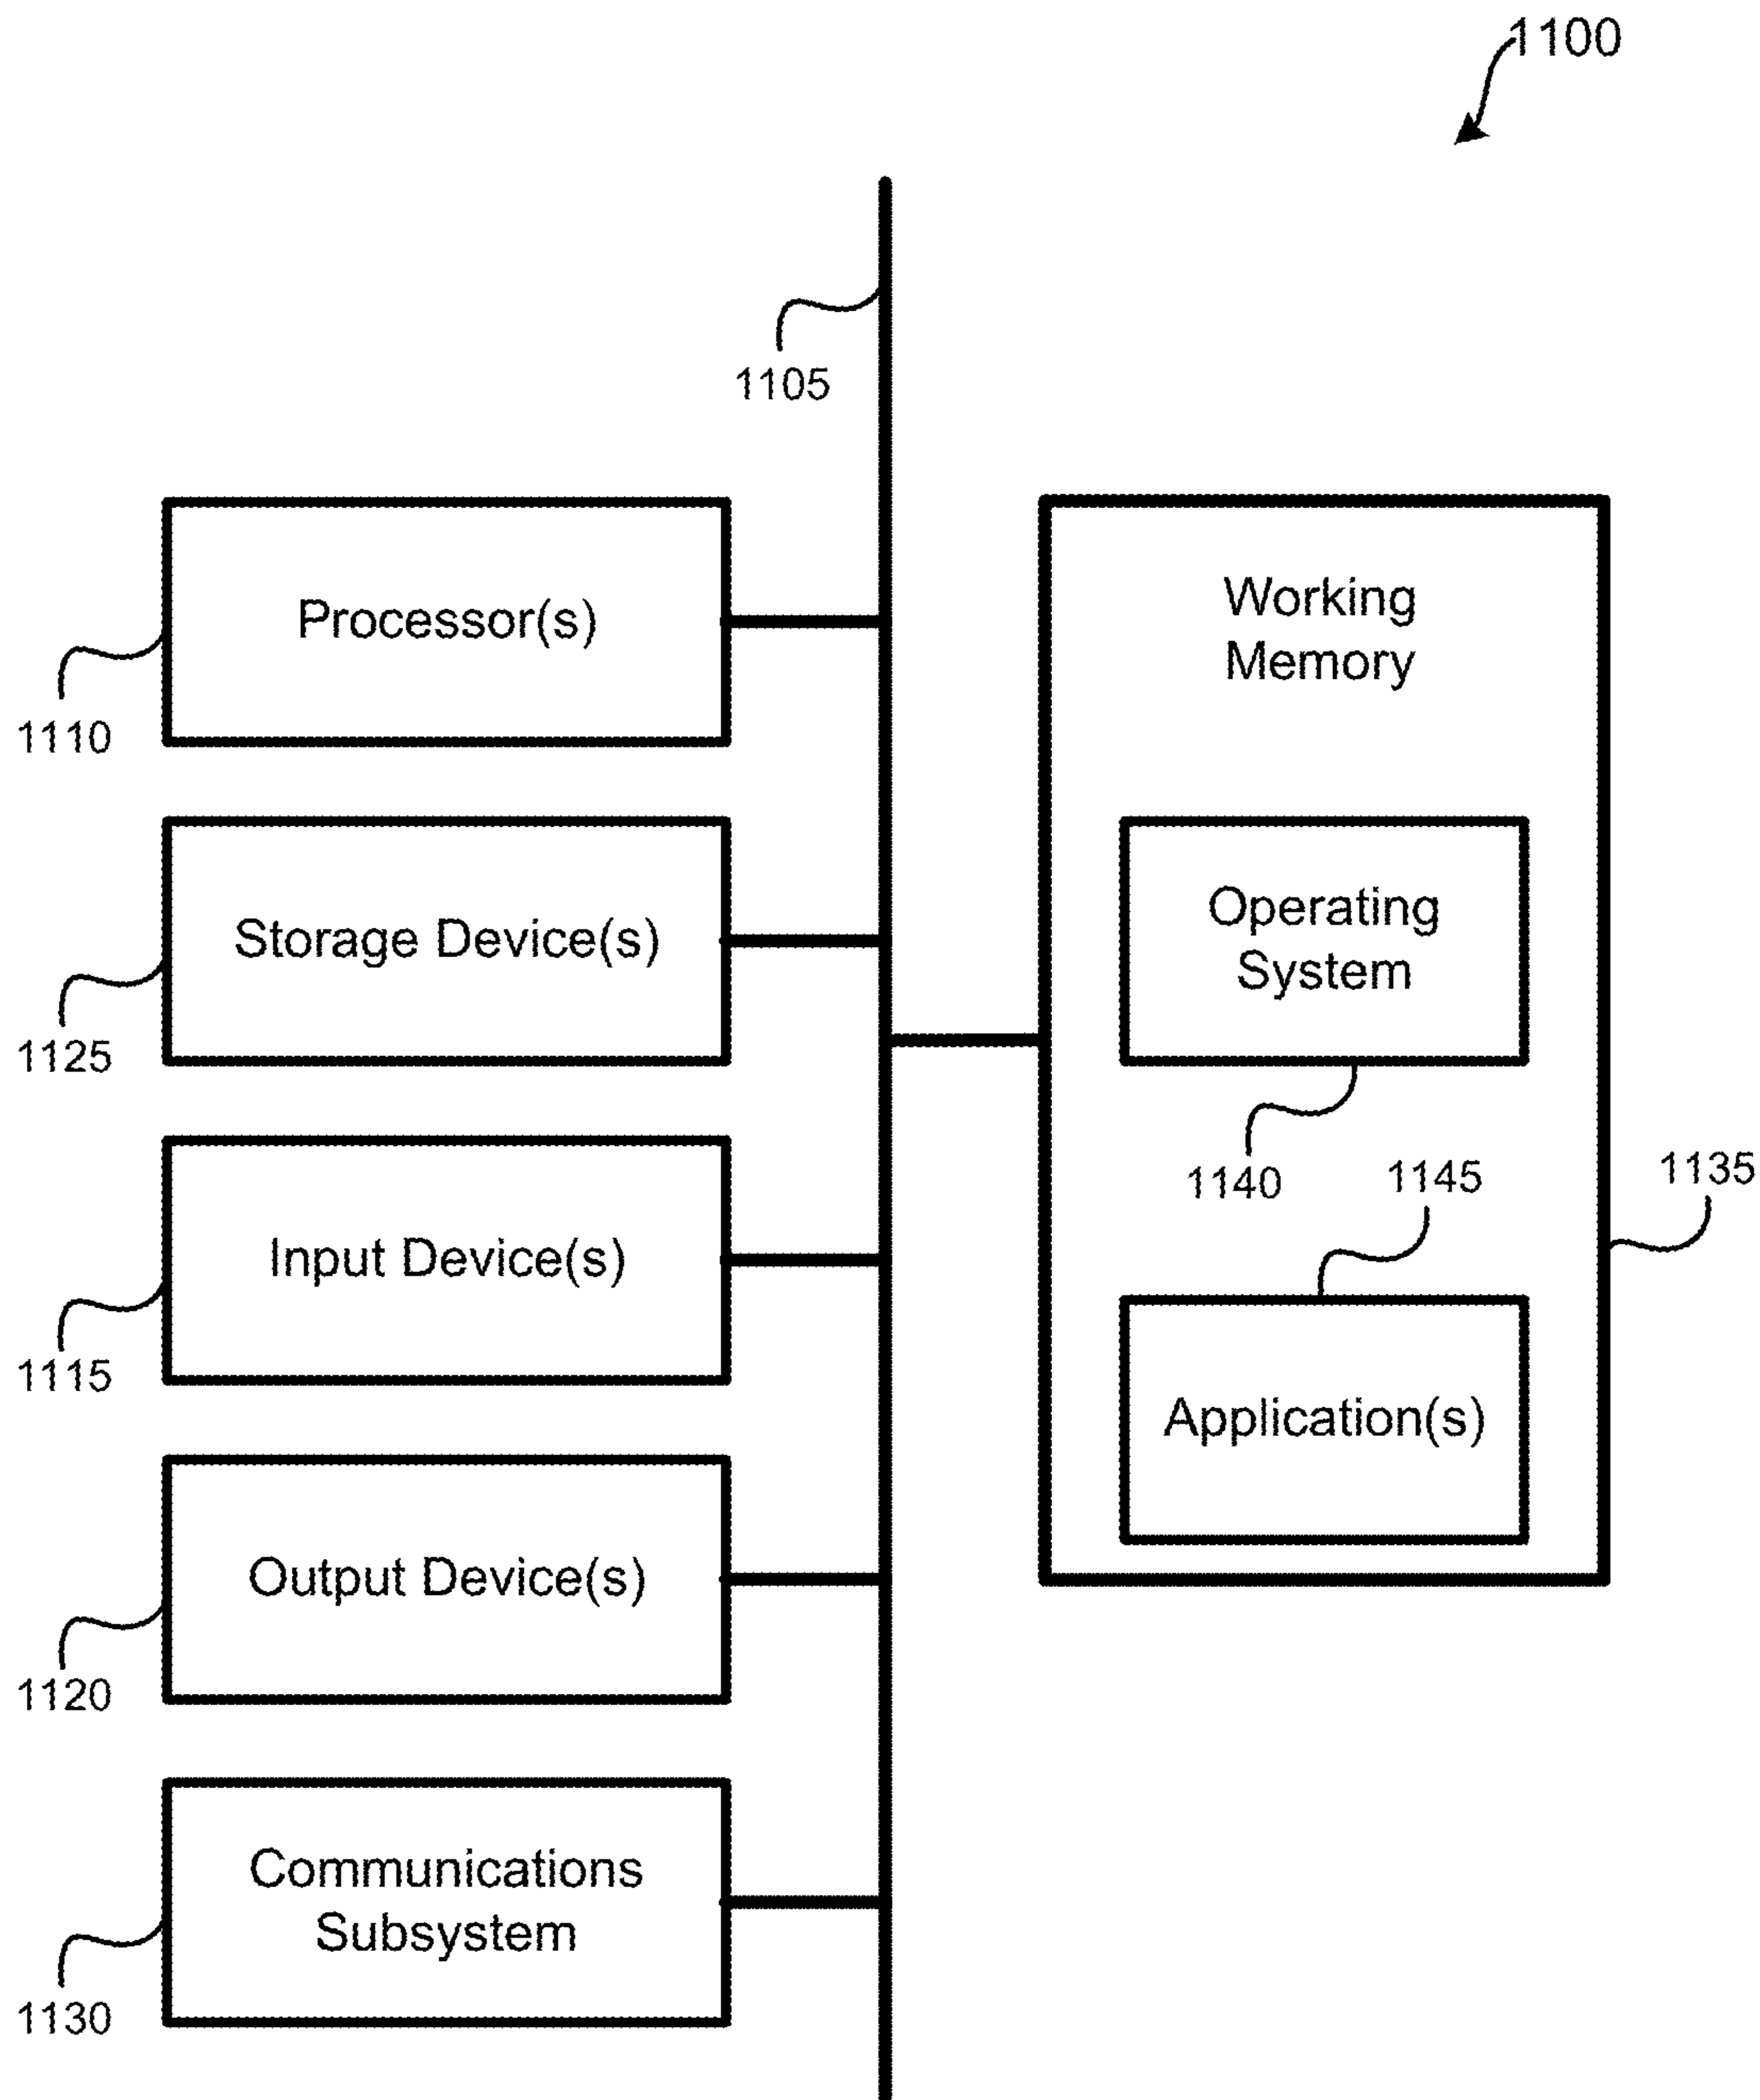 1100
1105
Processor(s)
1110
Storage Device(s)
1125
Input Device(s)
1115
Output Device(s)
1120
Communications
Subsystem
1130
Working
Memory
Operating
System
1140
1145
1135
Application(s)